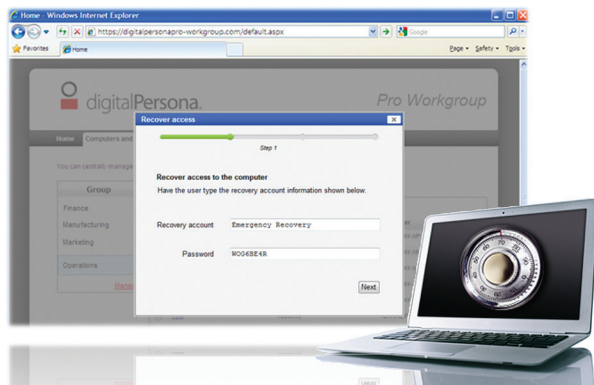 Home - Windows Internet Explorer
https://digitalpersonapro-workgroup.com/default.aspx
Google
Favorites Home Page Safety Tools
digitalPersona. Pro Workgroup
Home Computers and
Recover access
Step 1
You can centrally manage
Recover access to the computer
Group
Have the user type the recovery account information shown below.
Finance
Manufacturing
Recovery account Emergency Recovery
Marketing
Password WOG6BE4R
Operations
Next